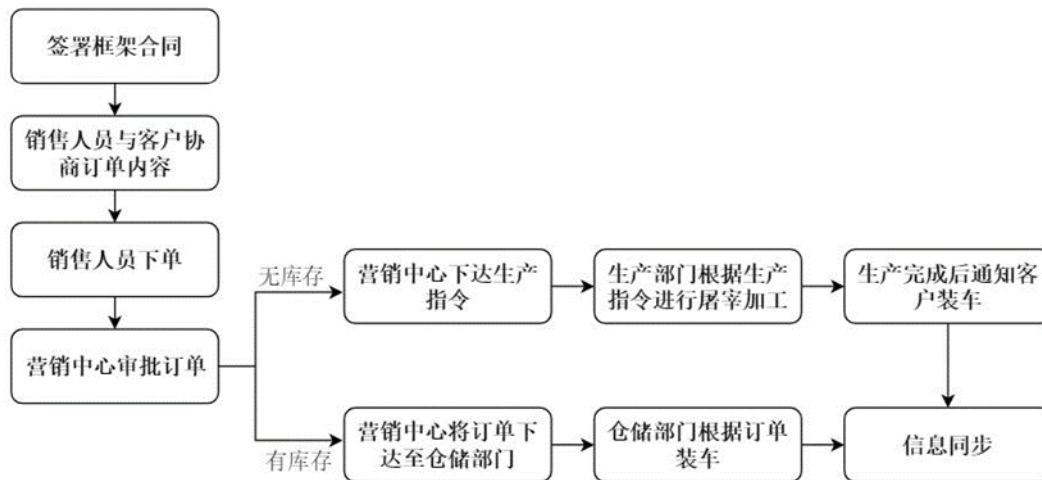 签署框架合同
销售人员与客户协
商订单内容
销售人员下单
营销中心审批订单
无库存
营销中心下达生产
指令
生产部门根据生产
指令进行屠宰加工
生产完成后通知客
户装车
有库存
营销中心将订单下
达至仓储部门
仓储部门根据订单
装车
信息同步